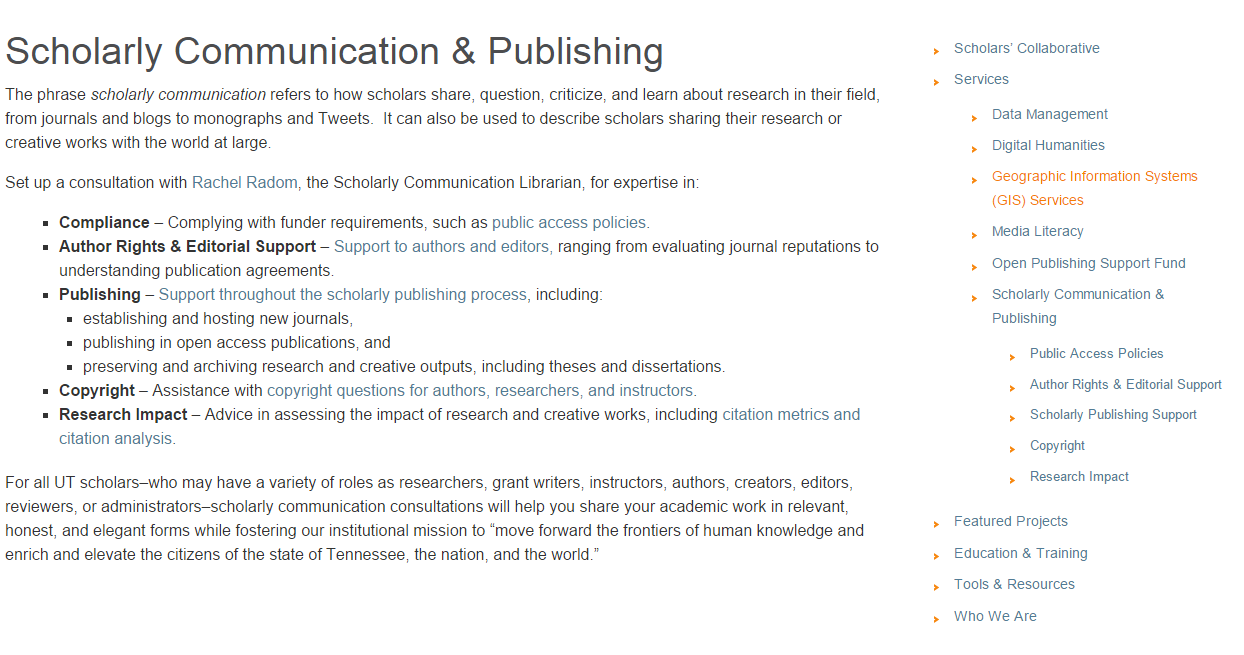 Scholarly Communication & Publishing
The phrase scholarly communication refers to how scholars share, question, criticize, and learn about research in their field,
from journals and blogs to monographs and Tweets.  It can also be used to describe scholars sharing their research or
creative works with the world at large.
Set up a consultation with Rachel Radom, the Scholarly Communication Librarian, for expertise in:
Compliance – Complying with funder requirements, such as public access policies.
Author Rights & Editorial Support – Support to authors and editors, ranging from evaluating journal reputations to
understanding publication agreements.
Publishing – Support throughout the scholarly publishing process, including:
establishing and hosting new journals,
publishing in open access publications, and
preserving and archiving research and creative outputs, including theses and dissertations.
Copyright – Assistance with copyright questions for authors, researchers, and instructors.
Research Impact – Advice in assessing the impact of research and creative works, including citation metrics and
citation analysis.
For all UT scholars–who may have a variety of roles as researchers, grant writers, instructors, authors, creators, editors,
reviewers, or administrators–scholarly communication consultations will help you share your academic work in relevant,
honest, and elegant forms while fostering our institutional mission to “move forward the frontiers of human knowledge and
enrich and elevate the citizens of the state of Tennessee, the nation, and the world.”
Scholars’ Collaborative
Services
Data Management
Digital Humanities
Geographic Information Systems
(GIS) Services
Media Literacy
Open Publishing Support Fund
Scholarly Communication &
Publishing
Public Access Policies
Author Rights & Editorial Support
Scholarly Publishing Support
Copyright
Research Impact
Featured Projects
Education & Training
Tools & Resources
Who We Are